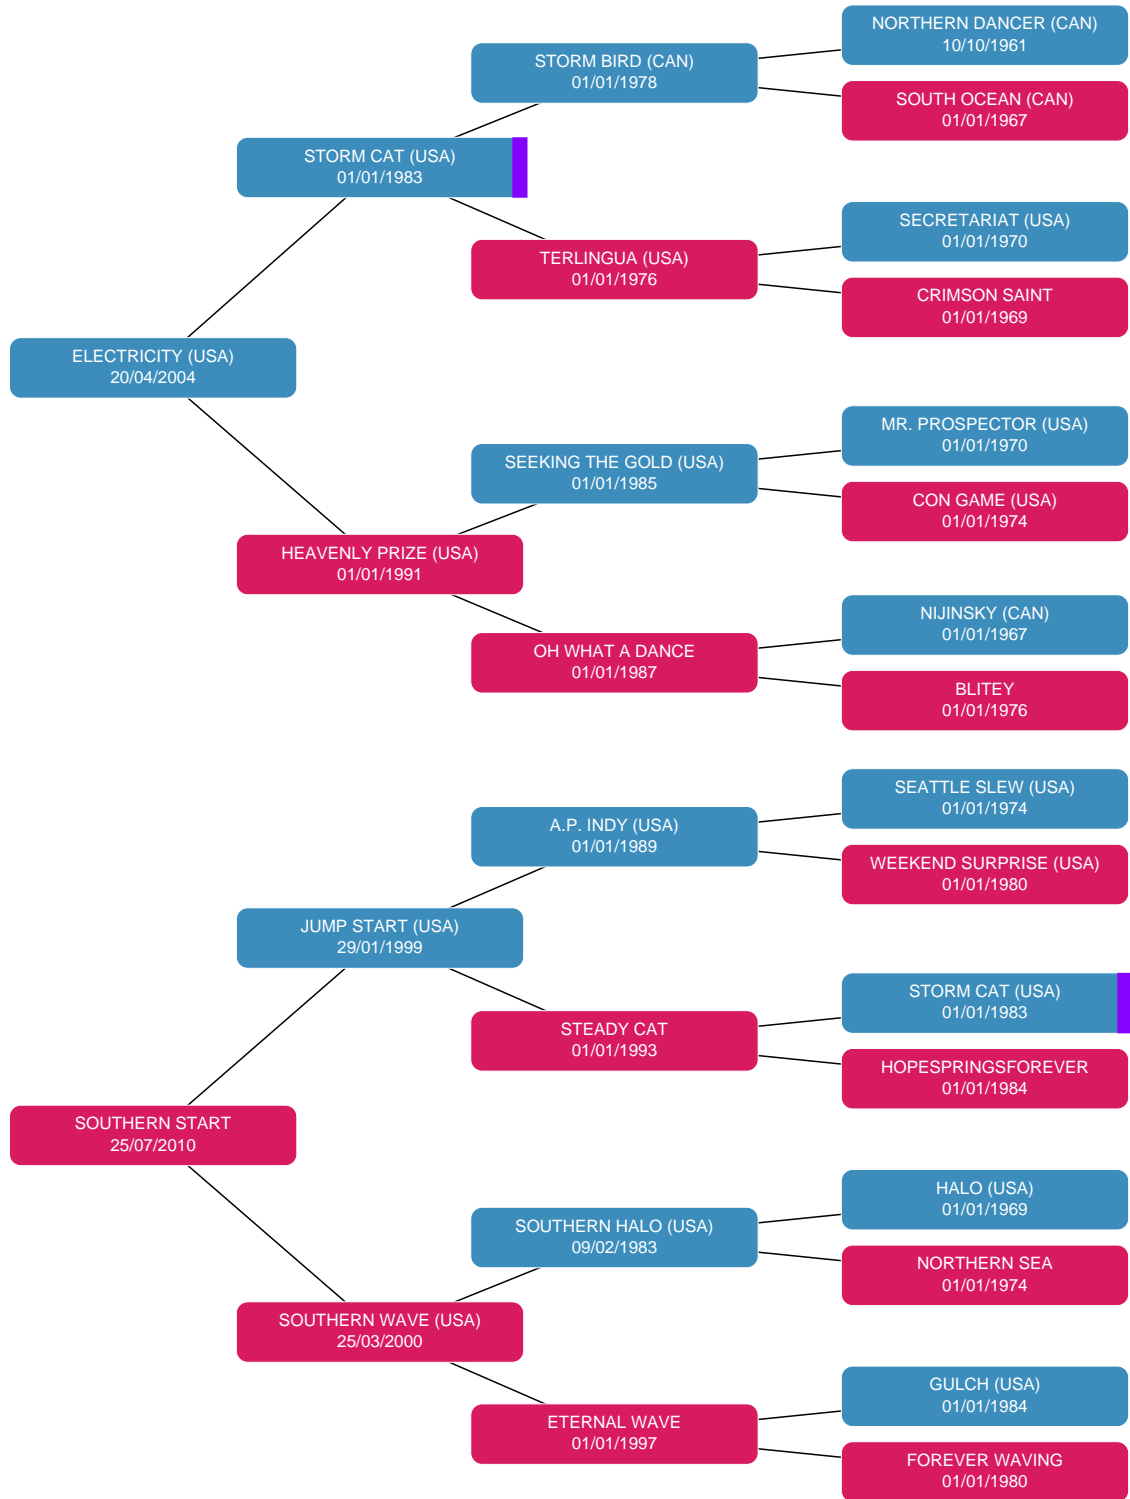 NORTHERN DANCER (CAN)
10/10/1961
STORM BIRD (CAN)
01/01/1978
SOUTH OCEAN (CAN)
01/01/1967
STORM CAT (USA)
01/01/1983
SECRETARIAT (USA)
01/01/1970
TERLINGUA (USA)
01/01/1976
CRIMSON SAINT
01/01/1969
ELECTRICITY (USA)
20/04/2004
MR. PROSPECTOR (USA)
01/01/1970
SEEKING THE GOLD (USA)
01/01/1985
CON GAME (USA)
01/01/1974
HEAVENLY PRIZE (USA)
01/01/1991
NIJINSKY (CAN)
01/01/1967
OH WHAT A DANCE
01/01/1987
BLITEY
01/01/1976
SEATTLE SLEW (USA)
01/01/1974
A.P. INDY (USA)
01/01/1989
WEEKEND SURPRISE (USA)
01/01/1980
JUMP START (USA)
29/01/1999
STORM CAT (USA)
01/01/1983
STEADY CAT
01/01/1993
HOPESPRINGSFOREVER
01/01/1984
SOUTHERN START
25/07/2010
HALO (USA)
01/01/1969
SOUTHERN HALO (USA)
09/02/1983
NORTHERN SEA
01/01/1974
SOUTHERN WAVE (USA)
25/03/2000
GULCH (USA)
01/01/1984
ETERNAL WAVE
01/01/1997
FOREVER WAVING
01/01/1980